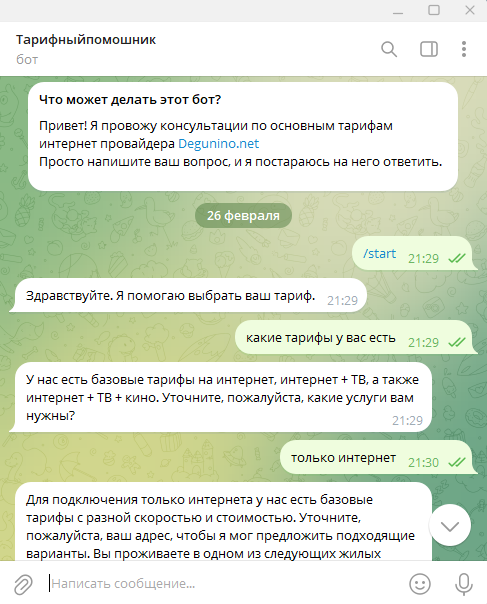 Тарифныйпомошник
бот
Что может делать этот бот?
Привет! Я провожу консультации по основным тарифам
интернет провайдера Degunino.net
Просто напишите ваш вопрос, и я постараюсь на него ответить.
26 февраля
/start 21:29
Здравствуйте. Я помогаю выбрать ваш тариф. 21:29
какие тарифы у вас есть 21:29
У нас есть базовые тарифы на интернет, интернет + ТВ, а также
интернет + ТВ + кино. Уточните, пожалуйста, какие услуги вам
нужны?
21:29
только интернет 21:30
Для подключения только интернета у нас есть базовые
тарифы с разной скоростью и стоимостью. Уточните,
пожалуйста, ваш адрес, чтобы я мог предложить подходящие
варианты. Вы проживаете в одном из следующих жилых
Написать сообщение...